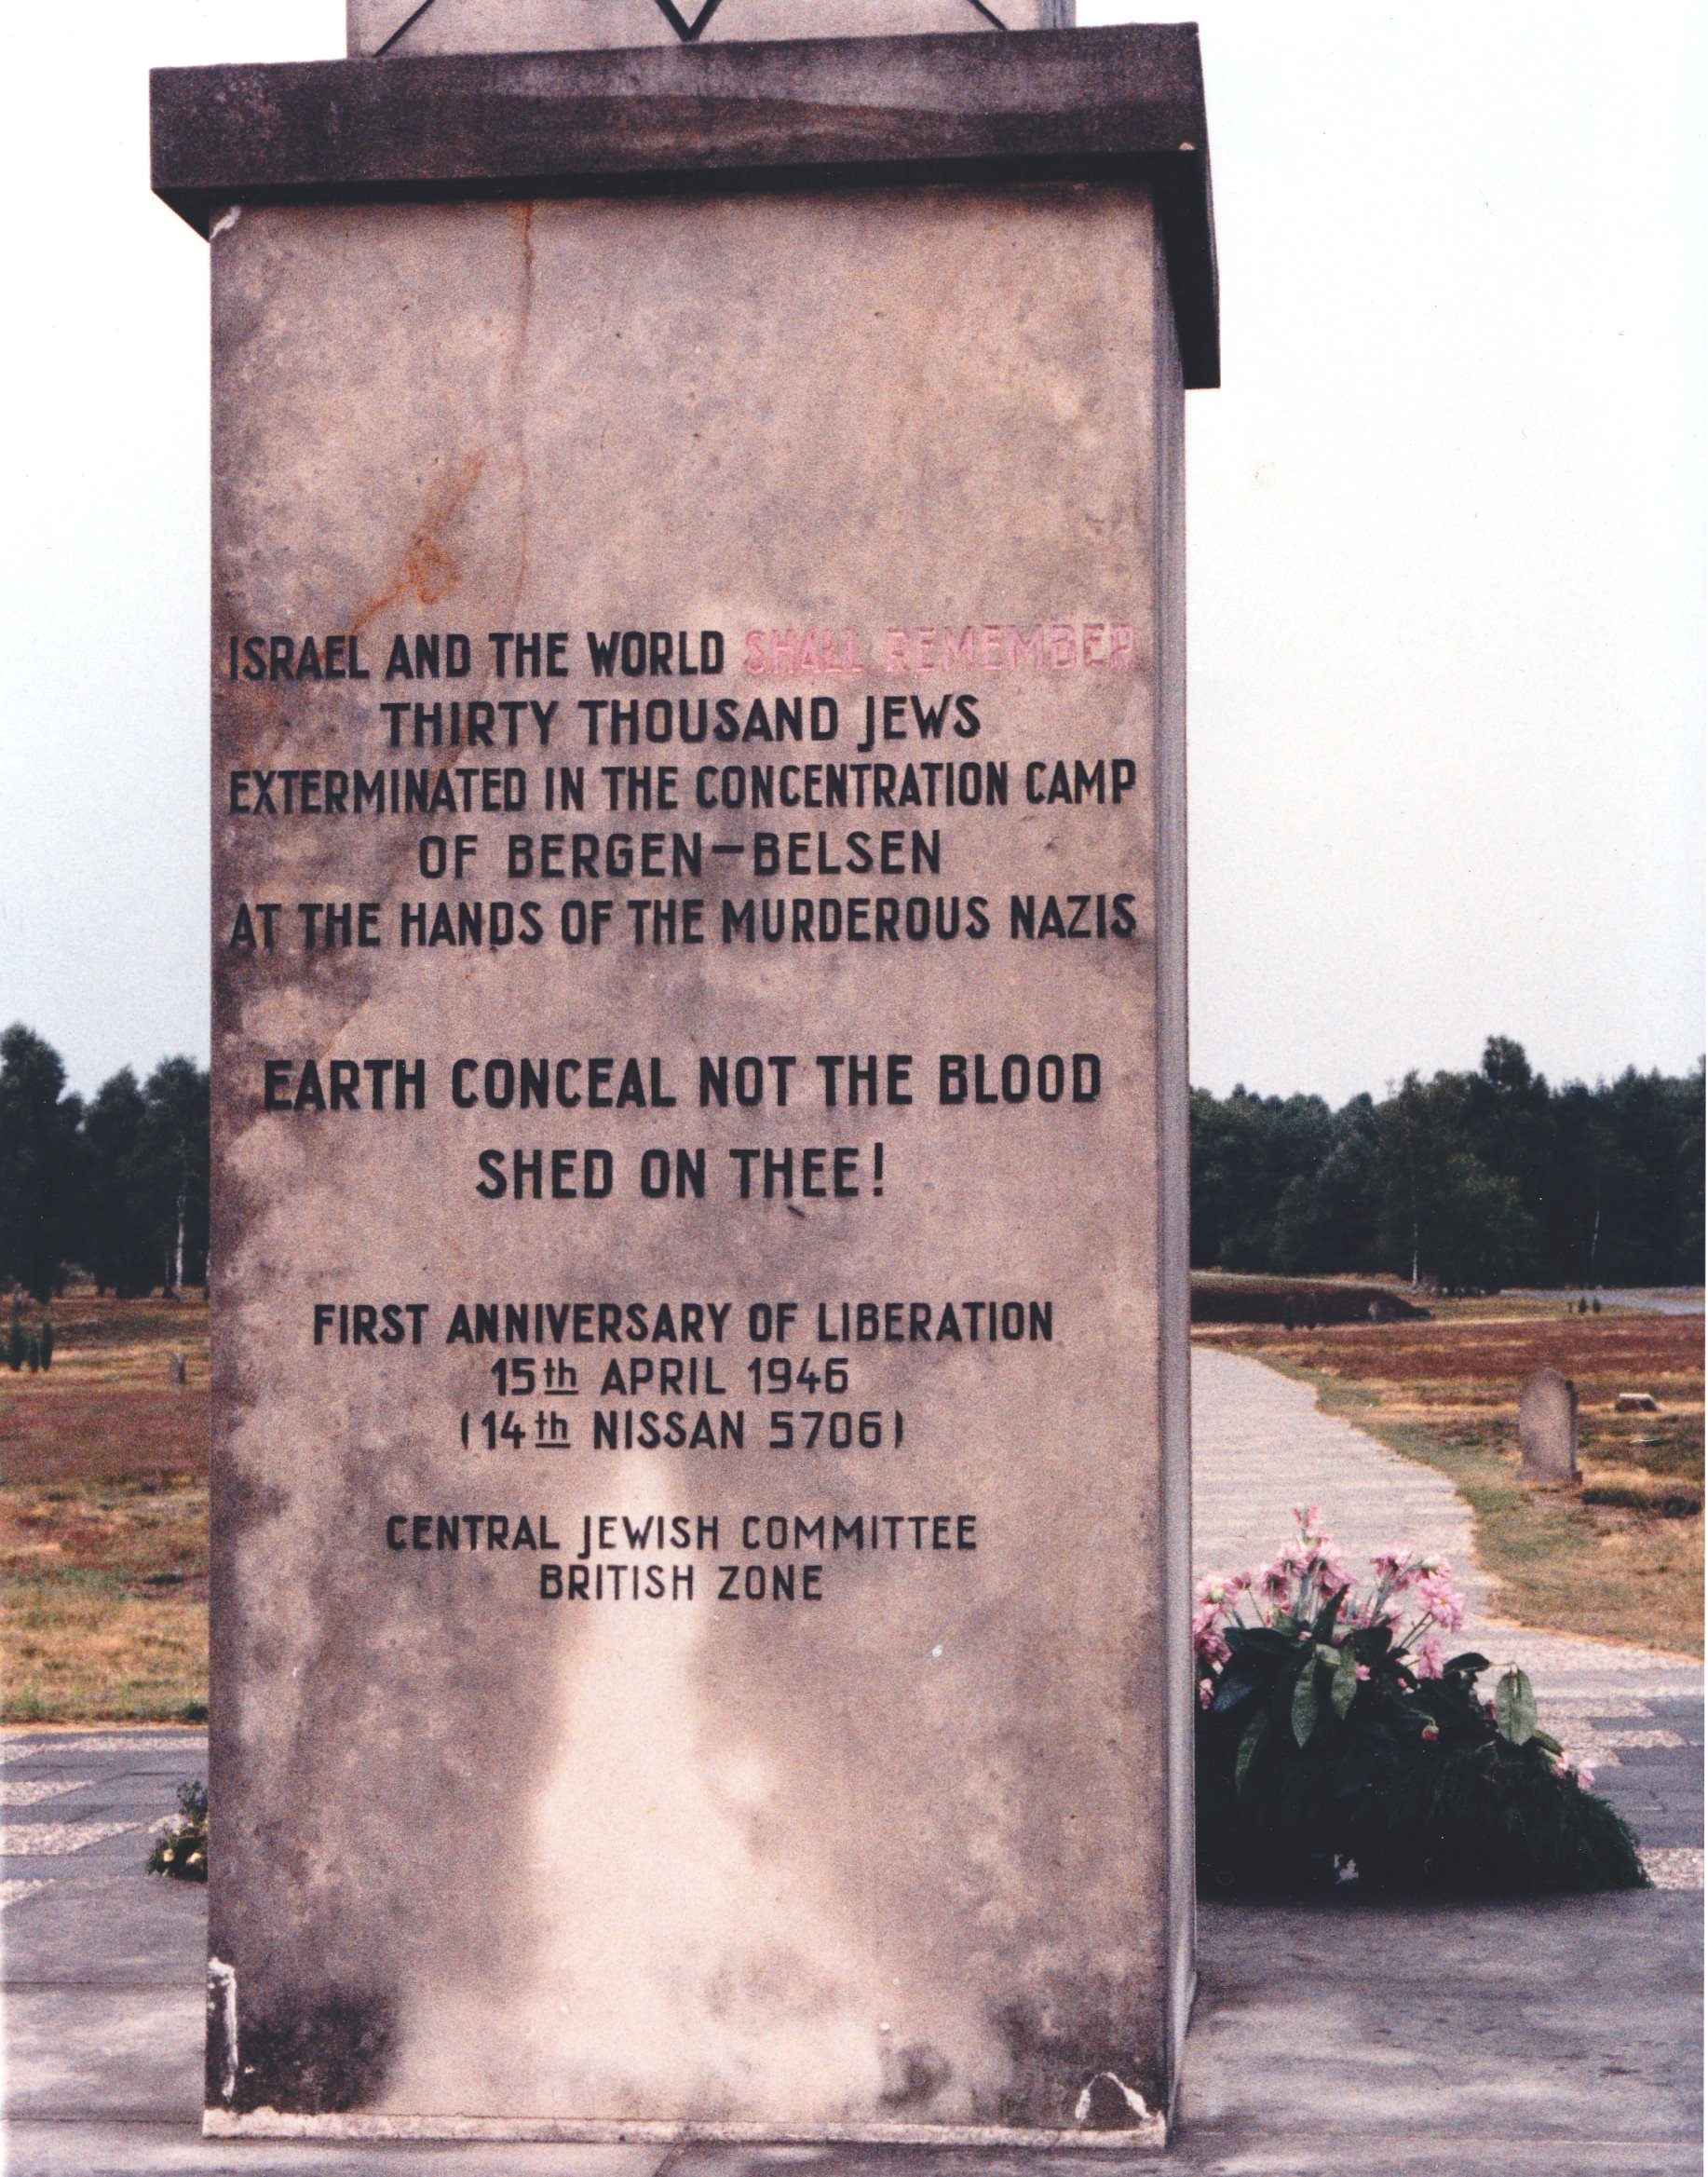 ISRAEL AND THE WORLD SHALL REMEMBER
THIRTY THOUSAND JEWS
EXTERMINATED IN THE CONCENTRATION CAMP
OF BERGEN-BELSEN
AT THE HANDS OF THE MURDEROUS NAZIS
EARTH CONCEAL NOT THE BLOOD
SHED ON THEE!
FIRST ANNIVERSARY OF LIBERATION
15th APRIL 1946
(14th NISSAN 5706)
CENTRAL JEWISH COMMITTEE
BRITISH ZONE